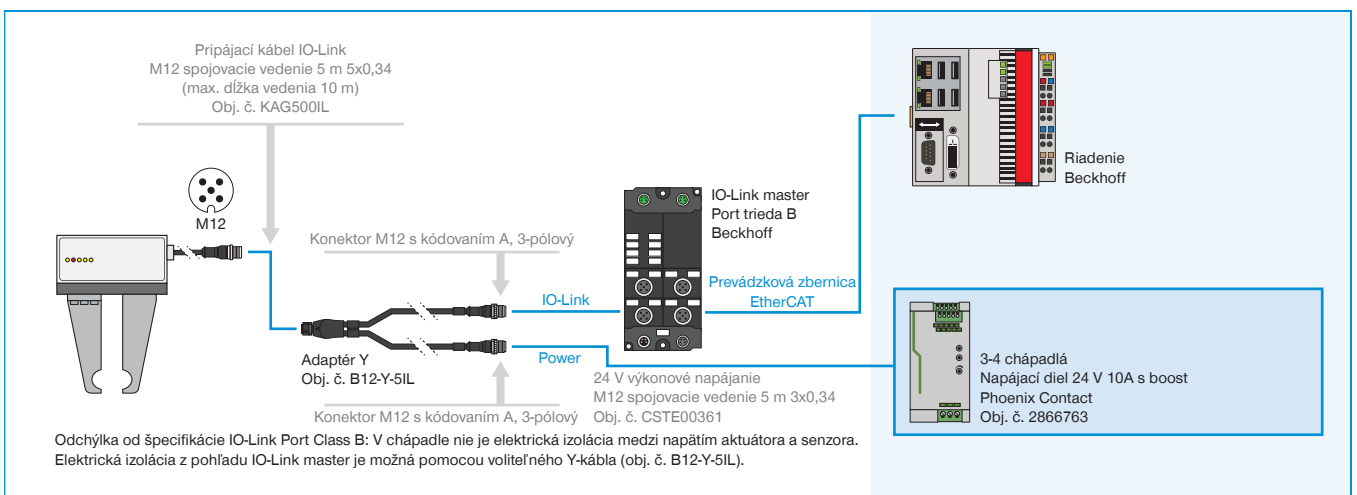 Pripájací kábel IO-Link
M12 spojovacie vedenie 5 m 5x0,34
(max. dĺžka vedenia 10 m)
Obj. č. KAG500IL
M12
Konektor M12 s kódovaním A, 3-pólový
IO-Link master
Port trieda B
Beckhoff
Riadenie
Beckhoff
IO-Link
Prevádzková zbernica
EtherCAT
Adaptér Y
Obj. č. B12-Y-5IL
Power
Konektor M12 s kódovaním A, 3-pólový
24 V výkonové napájanie
M12 spojovacie vedenie 5 m 3x0,34
Obj. č. CSTE00361
3-4 chápadlá
Napájací diel 24 V 10A s boost
Phoenix Contact
Obj. č. 2866763
Odchýlka od špecifikácie IO-Link Port Class B: V chápadle nie je elektrická izolácia medzi napätím aktuátora a senzora.
Elektrická izolácia z pohľadu IO-Link master je možná pomocou voliteľného Y-kábla (obj. č. B12-Y-5IL).